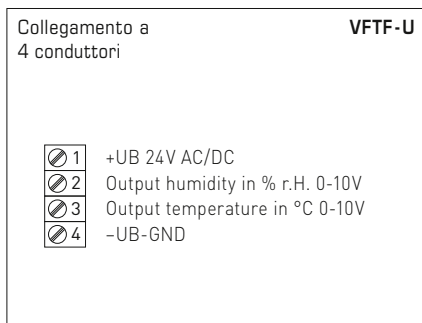 Collegamento a VFTF-U
4 conduttori
1 +UB 24V AC/DC
2 Output humidity in % r.H. 0-10V
3 Output temperature in °C 0-10V
4 –UB-GND